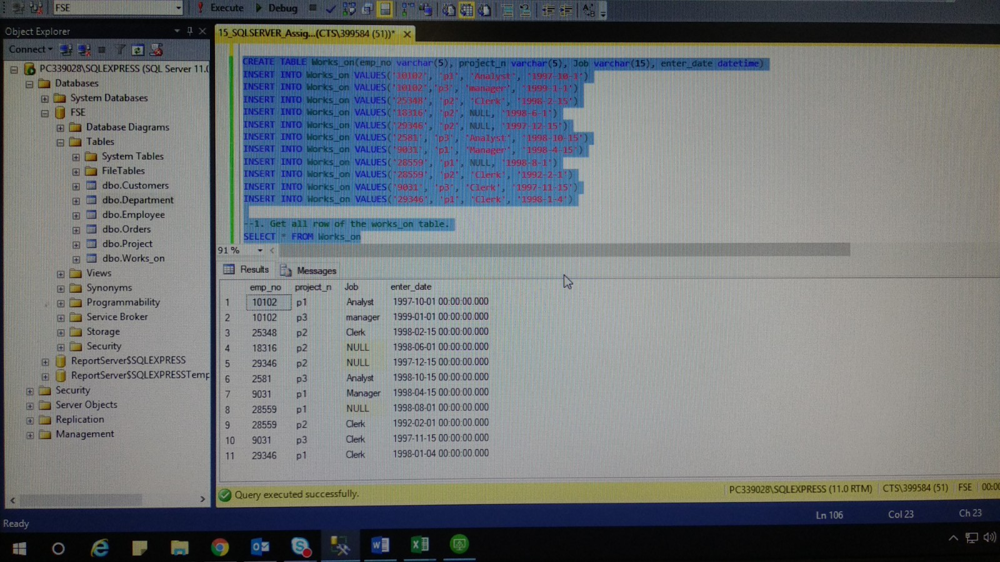 FSE
Execute
Debug
Object Explorer
Connect
PC339028\SQLEXPRESS (SQL Server 11.0
Databases
System Databases
FSE
Database Diagrams
Tables
System Tables
FileTables
dbo.Customers
dbo.Department
dbo.Employee
dbo.Orders
dbo.Project
dbo.Works_on
Views
Synonyms
Programmability
Service Broker
Storage
Security
ReportServer$SQLEXPRESS
ReportServer$SQLEXPRESSTemp
Security
Server Objects
Replication
Management
15_SQLSERVER_Assig...(CTS\399584 (51))*
CREATE TABLE Works_on(emp_no varchar(5), project_n varchar(5), Job varchar(15), enter_date datetime)
INSERT INTO Works_on VALUES('10102', 'p1', 'Analyst', '1997-10-1')
INSERT INTO Works_on VALUES('10102','p3', 'manager', '1999-1-1')
INSERT INTO Works_on VALUES('25348', 'p2', 'Clerk', '1998-2-15')
INSERT INTO Works_on VALUES('18316', 'p2', NULL, '1998-6-1')
INSERT INTO Works_on VALUES('29346', 'p2', NULL, '1997-12-15')
INSERT INTO Works_on VALUES('2581', 'p3', 'Analyst', '1998-10-15')
INSERT INTO Works_on VALUES('9031', 'p1', 'Manager', '1998-4-15')
INSERT INTO Works_on VALUES('28559', 'p1', NULL, '1998-8-1')
INSERT INTO Works_on VALUES('28559', 'p2', 'Clerk', '1992-2-1')
INSERT INTO Works_on VALUES('9031', 'p3', 'Clerk', '1997-11-15')
INSERT INTO Works_on VALUES('29346', 'p1', 'Clerk', '1998-1-4')
--1. Get all row of the works_on table.
SELECT * FROM Works_on
91 %
Results Messages
emp_no project_n Job enter_date
1 10102 p1 Analyst 1997-10-01 00:00:00.000
2 10102 p3 manager 1999-01-01 00:00:00.000
3 25348 p2 Clerk 1998-02-15 00:00:00.000
4 18316 p2 NULL 1998-06-01 00:00:00.000
5 29346 p2 NULL 1997-12-15 00:00:00.000
6 2581 p3 Analyst 1998-10-15 00:00:00.000
7 9031 p1 Manager 1998-04-15 00:00:00.000
8 28559 p1 NULL 1998-08-01 00:00:00.000
9 28559 p2 Clerk 1992-02-01 00:00:00.000
10 9031 p3 Clerk 1997-11-15 00:00:00.000
11 29346 p1 Clerk 1998-01-04 00:00:00.000
Query executed successfully.
PC339028\SQLEXPRESS (11.0 RTM) CTS\399584 (51) FSE 00:00
Ready
Ln 106 Col 23 Ch 23